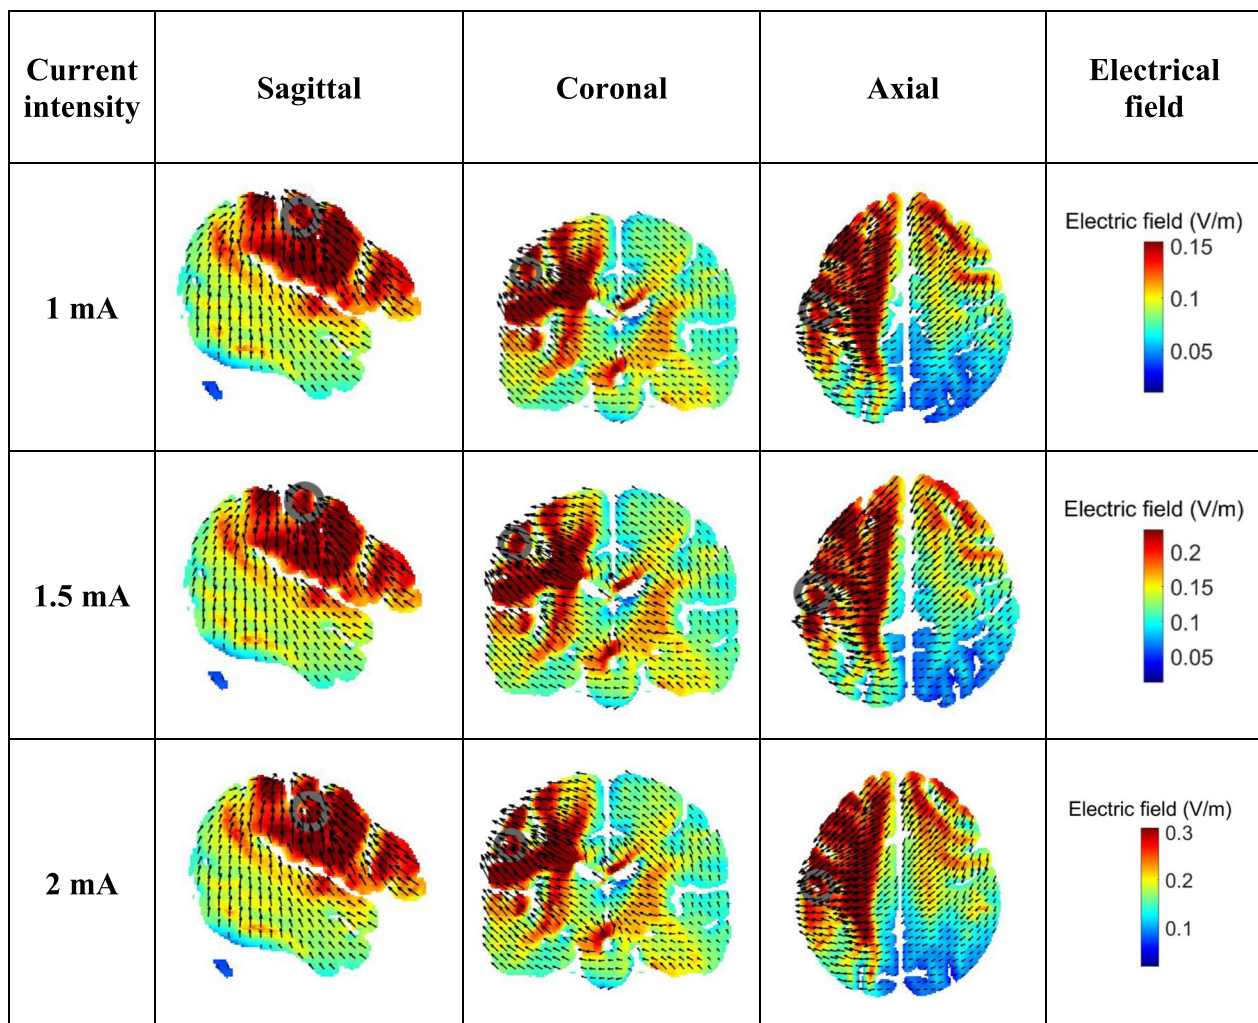 Current
intensity
Sagittal
Coronal
Axial
Electrical
field
1 mA
Electric field (V/m)
0.15
0.1
0.05
1.5 mA
Electric field (V/m)
0.2
0.15
0.1
0.05
2 mA
Electric field (V/m)
0.3
0.2
0.1